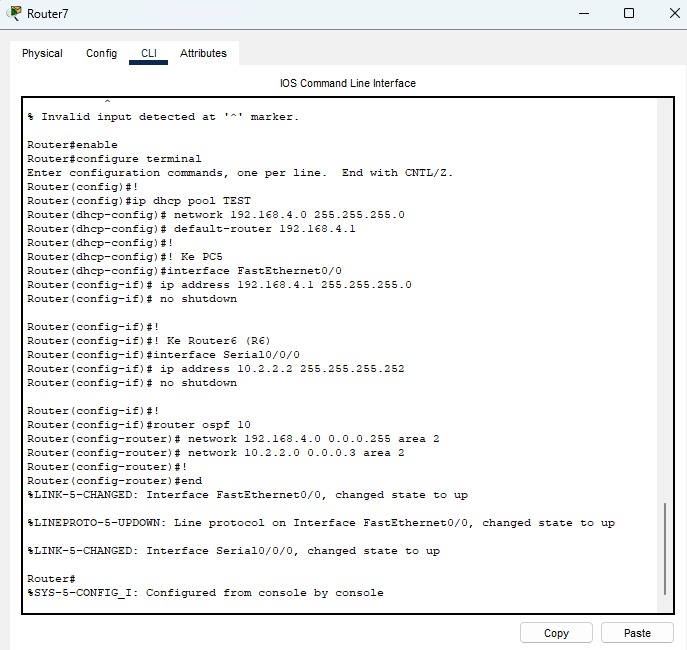 Router7
Physical Config CLI Attributes
IOS Command Line Interface
^
% Invalid input detected at '^' marker.
Router#enable
Router#configure terminal
Enter configuration commands, one per line.  End with CNTL/Z.
Router(config)#!
Router(config)#ip dhcp pool TEST
Router(dhcp-config)# network 192.168.4.0 255.255.255.0
Router(dhcp-config)# default-router 192.168.4.1
Router(dhcp-config)#!
Router(dhcp-config)#! Ke PC5
Router(dhcp-config)#interface FastEthernet0/0
Router(config-if)# ip address 192.168.4.1 255.255.255.0
Router(config-if)# no shutdown
Router(config-if)#!
Router(config-if)#! Ke Router6 (R6)
Router(config-if)#interface Serial0/0/0
Router(config-if)# ip address 10.2.2.2 255.255.255.252
Router(config-if)# no shutdown
Router(config-if)#!
Router(config-if)#router ospf 10
Router(config-router)# network 192.168.4.0 0.0.0.255 area 2
Router(config-router)# network 10.2.2.0 0.0.0.3 area 2
Router(config-router)#!
Router(config-router)#end
%LINK-5-CHANGED: Interface FastEthernet0/0, changed state to up
%LINEPROTO-5-UPDOWN: Line protocol on Interface FastEthernet0/0, changed state to up
%LINK-5-CHANGED: Interface Serial0/0/0, changed state to up
Router#
%SYS-5-CONFIG_I: Configured from console by console
Copy Paste